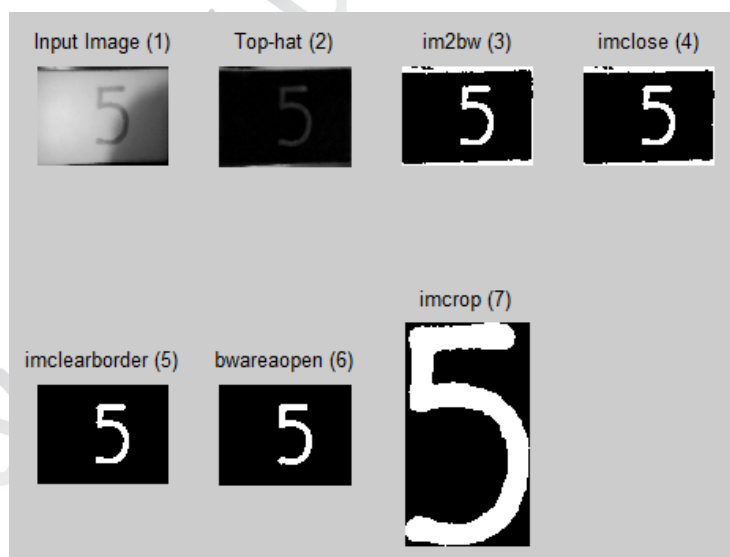 Input Image (1) Top-hat (2) im2bw (3) imclose (4)
5 5 5 5
imcrop (7)
imclearborder (5) bwareaopen (6)
5 5 5